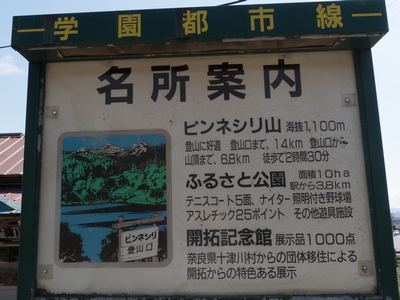 学園都市線
名所案内
ピンネシリ山 海抜1,100m
登山に好適 登山口まで、14km 登山口から
山頂まで、6.8km 徒歩で2時間30分
ふるさと公園 面積10ha
駅から3.8km
テニスコート5面、ナイター照明付き野球場
アスレチック25ポイント その他遊具施設
開拓記念館 展示品1000点
奈良県十津川村からの団体移住による
開拓からの特色ある展示
ピンネシリ
登山口